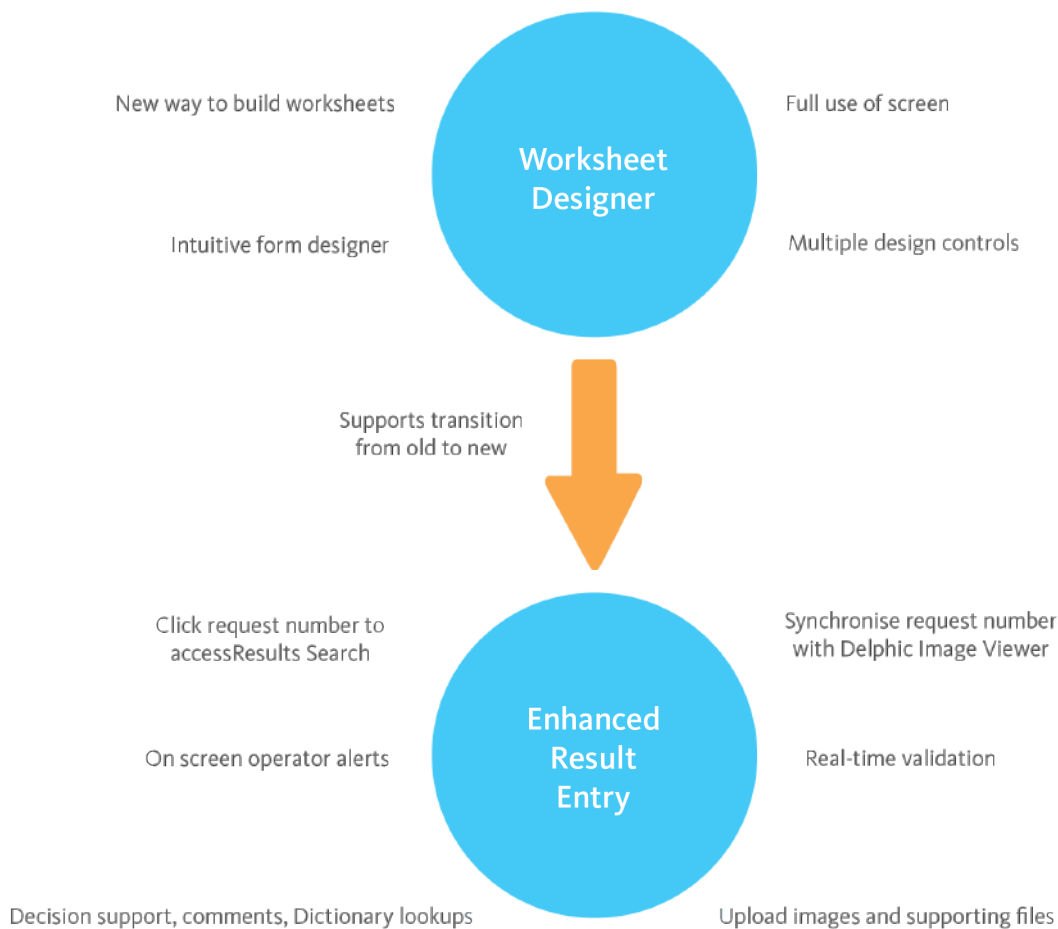 New way to build worksheets
Full use of screen
Worksheet
Designer
Intuitive form designer
Multiple design controls
Supports transition
from old to new
Click request number to
accessResults Search
Synchronise request number
with Delphic Image Viewer
Enhanced
Result
Entry
On screen operator alerts
Real-time validation
Decision support, comments, Dictionary lookups
Upload images and supporting files